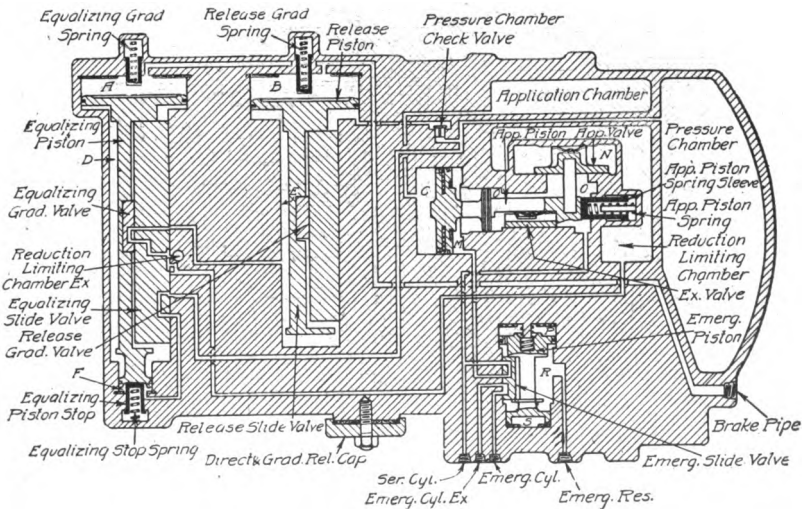 Equalizing Grad
Spring
Release Grad
Spring
Release
Piston
Pressure Chamber
Check Valve
A
B
Application Chamber
Equalizing
Piston
D
App. Piston
App. Valve
N
Pressure
Chamber
App. Piston
Spring Sleeve
App. Piston
Spring
O
G
M
E
Equalizing
Grad. Valve
Reduction
Limiting
Chamber Ex
Equalizing
Slide Valve
Release
Grad. Valve
Reduction
Limiting
Chamber
Ex. Valve
Emerg.
Piston
F
Equalizing
Piston Stop
R
S
Equalizing Stop Spring
Release Slide Valve
Direct & Grad. Rel. Cap
Brake Pipe
Ser. Cyl.
Emerg. Cyl.
Emerg. Slide Valve
Emerg. Cyl. Ex
Emerg. Res.